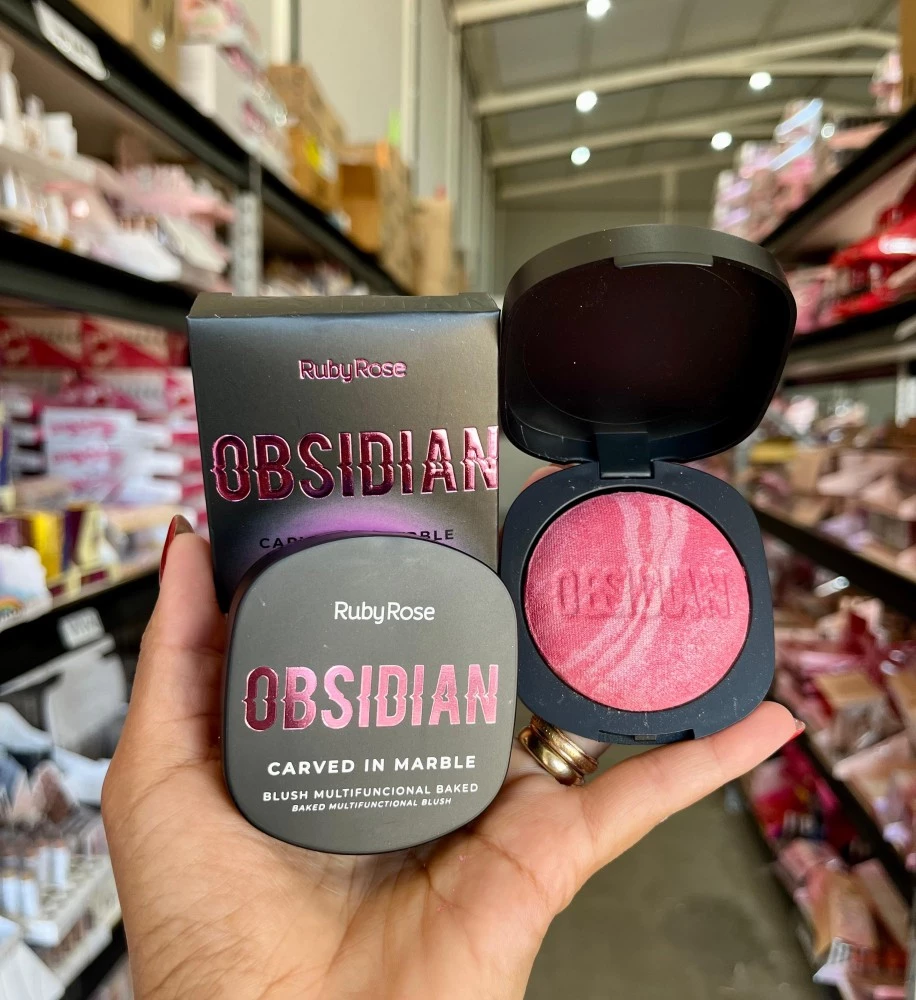 RubyRose
OBSIDIAN
RubyRose
OBSIDIAN
CARVED IN MARBLE
BLUSH MULTIFUNCIONAL BAKED
BAKED MULTIFUNCTIONAL BLUSH
OBSIDIAN